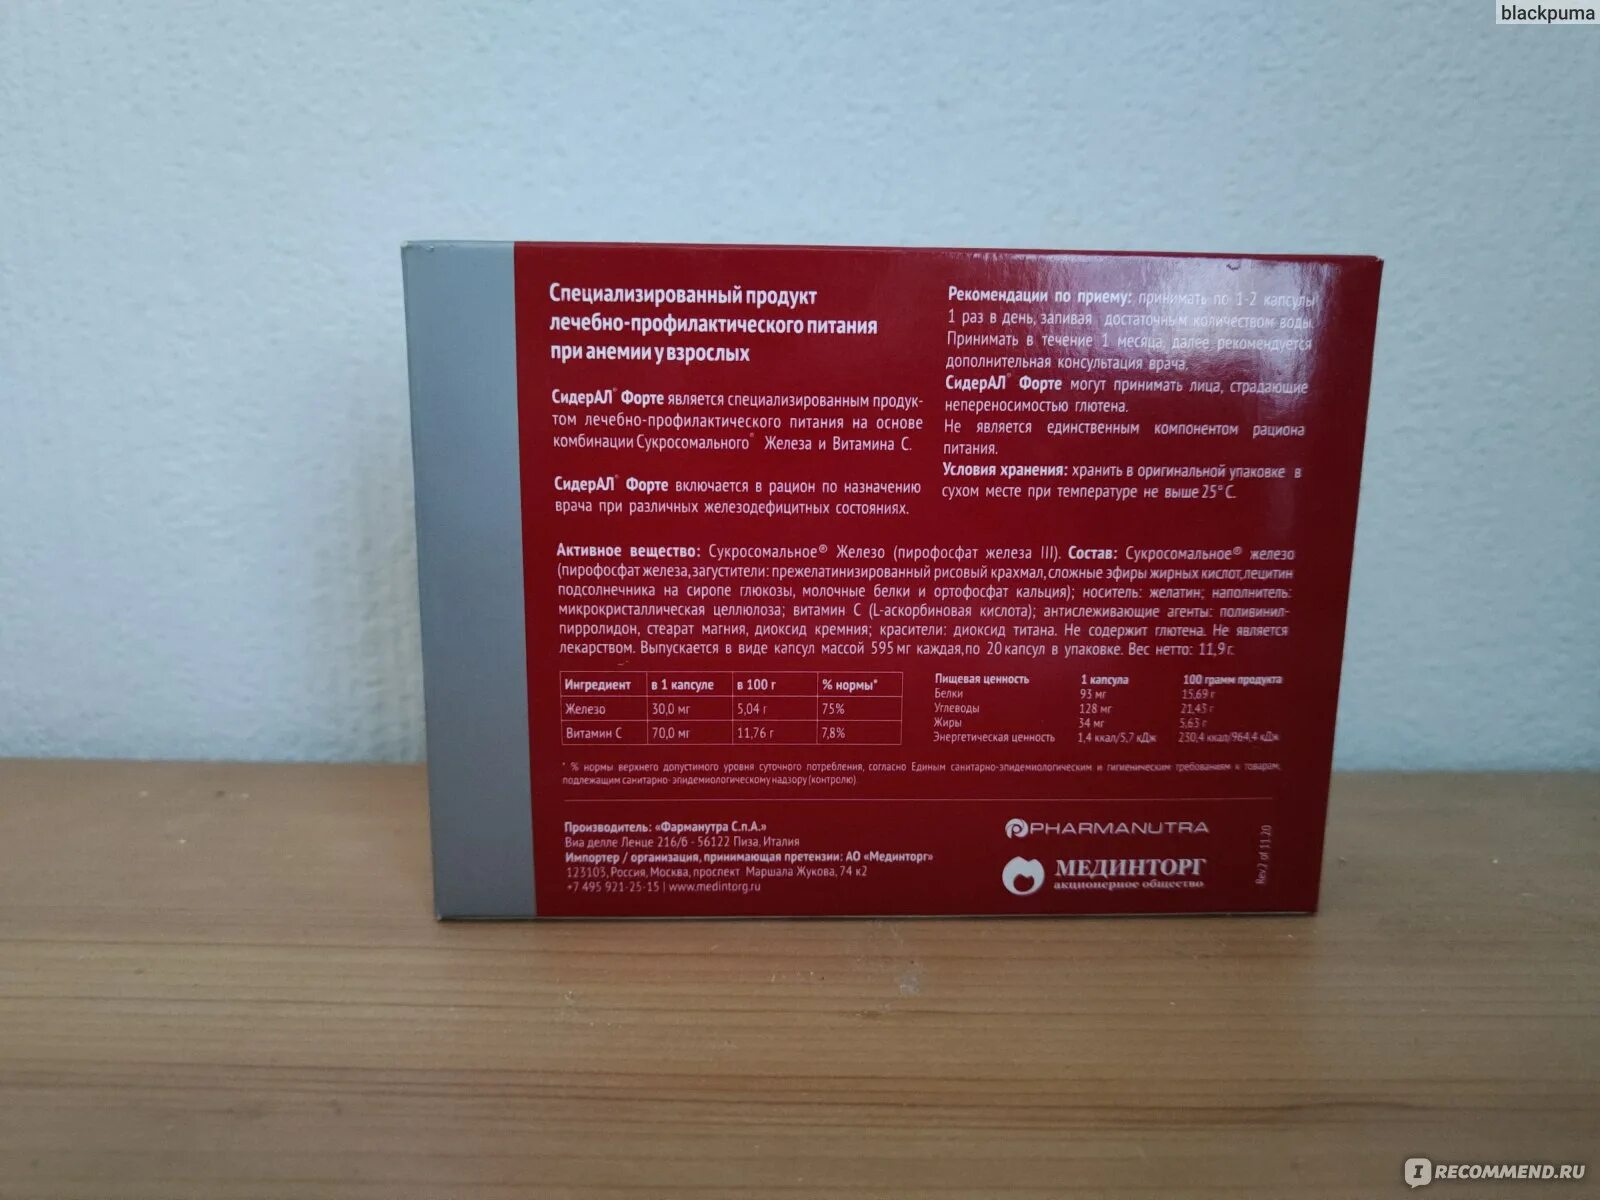 blackpuma
Специализированный продукт
лечебно-профилактического питания
при анемии у взрослых
СидерАЛ® Форте является специализированным продук-
том лечебно-профилактического питания на основе
комбинации Сукросомального® Железа и Витамина С.
СидерАЛ® Форте включается в рацион по назначению
врача при различных железодефицитных состояниях.
Рекомендации по приему: принимать по 1-2 капсулы
1 раз в день, запивая достаточным количеством воды.
Принимать в течение 1 месяца, далее рекомендуется
дополнительная консультация врача.
СидерАЛ® Форте могут принимать лица, страдающие
непереносимостью глютена.
Не является единственным компонентом рациона
питания.
Условия хранения: хранить в оригинальной упаковке в
сухом месте при температуре не выше 25°С.
Активное вещество: Сукросомальное® Железо (пирофосфат железа III). Состав: Сукросомальное® железо
(пирофосфат железа, загустители: прежелатинизированный рисовый крахмал, сложные эфиры жирных кислот, лецитин
подсолнечника на сиропе глюкозы, молочные белки и ортофосфат кальция); носитель: желатин; наполнитель:
микрокристаллическая целлюлоза; витамин С (L-аскорбиновая кислота); антислеживающие агенты: поливинил-
пирролидон, стеарат магния, диоксид кремния; красители: диоксид титана. Не содержит глютена. Не является
лекарством. Выпускается в виде капсул массой 595 мг каждая, по 20 капсул в упаковке. Вес нетто: 11,9 г.
Ингредиент в 1 капсуле в 100 г % нормы*
Железо 30,0 мг 5,04 г 75%
Витамин С 70,0 мг 11,76 г 7,8%
Пищевая ценность 1 капсула 100 грамм продукта
Белки 93 мг 15,69 г
Углеводы 128 мг 21,43 г
Жиры 34 мг 5,63 г
Энергетическая ценность 1,4 ккал/5,7 кДж 230,4 ккал/964,4 кДж
* % нормы верхнего допустимого уровня суточного потребления, согласно Единым санитарно-эпидемиологическим и гигиеническим требованиям к товарам,
подлежащим санитарно-эпидемиологическому надзору (контролю).
Производитель: «Фарманутра С.п.А.»
Виа делле Ленце 216/б - 56122 Пиза, Италия
Импортер / организация, принимающая претензии: АО «Мединторг»
123103, Россия, Москва, проспект Маршала Жукова, 74 к2
+7 495 921-25-15 | www.medintorg.ru
PHARMANUTRA
МЕДИНТОРГ
акционерное общество
Rev.2 of 11.20
IRECOMMEND.RU